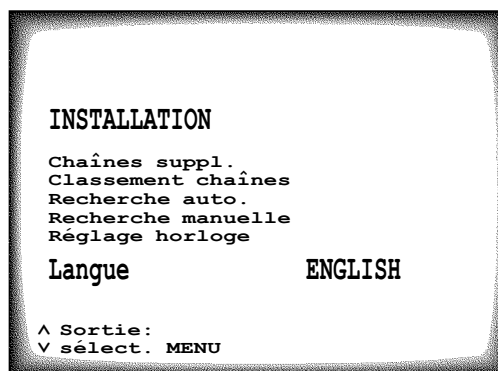 INSTALLATION
Chaînes suppl.
Classement chaînes
Recherche auto.
Recherche manuelle
Réglage horloge
Langue ENGLISH
^ Sortie:
v sélect. MENU